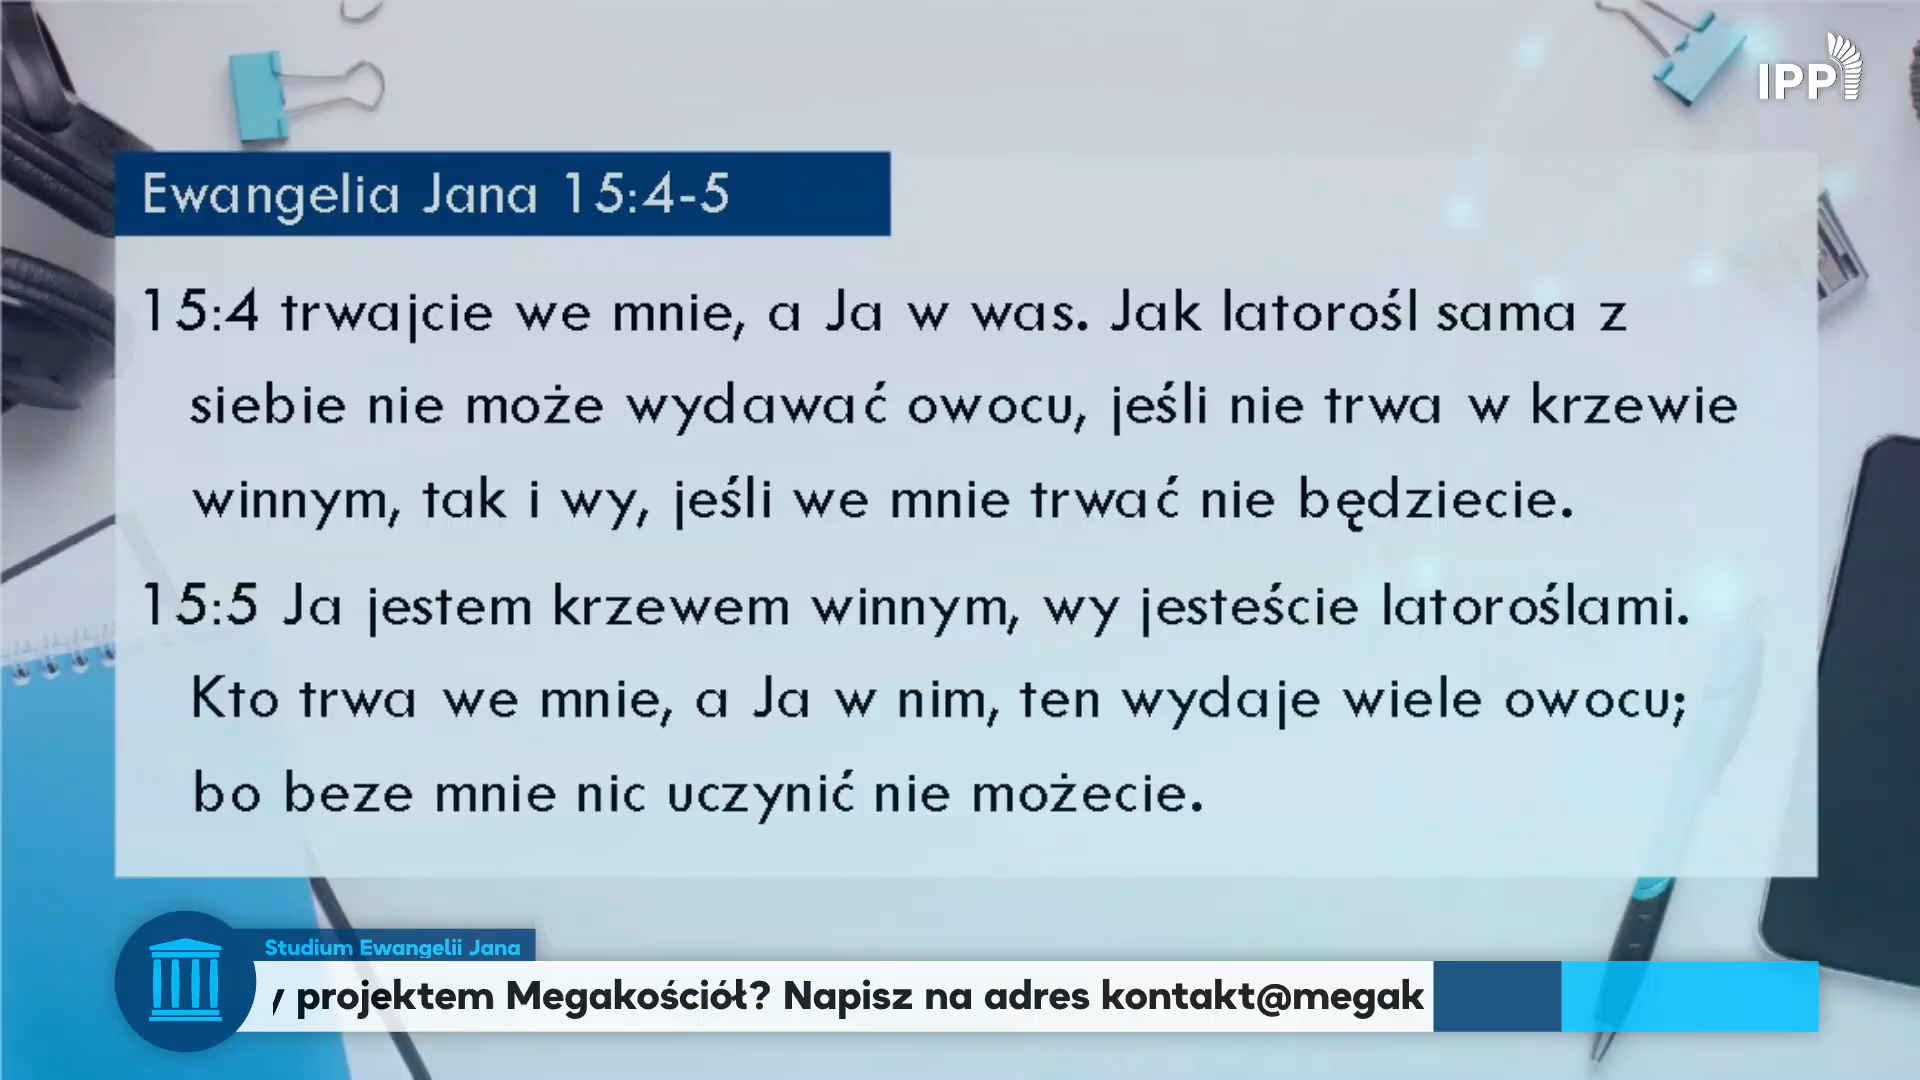 IPP
Ewangelia Jana 15:4-5
15:4 trwajcie we mnie, a Ja w was. Jak latorośl sama z
siebie nie może wydawać owocu, jeśli nie trwa w krzewie
winnym, tak i wy, jeśli we mnie trwać nie będziecie.
15:5 Ja jestem krzewem winnym, wy jesteście latoroślami.
Kto trwa we mnie, a Ja w nim, ten wydaje wiele owocu;
bo beze mnie nic uczynić nie możecie.
Studium Ewangelii Jana
y projektem Megakościół? Napisz na adres kontakt@megak